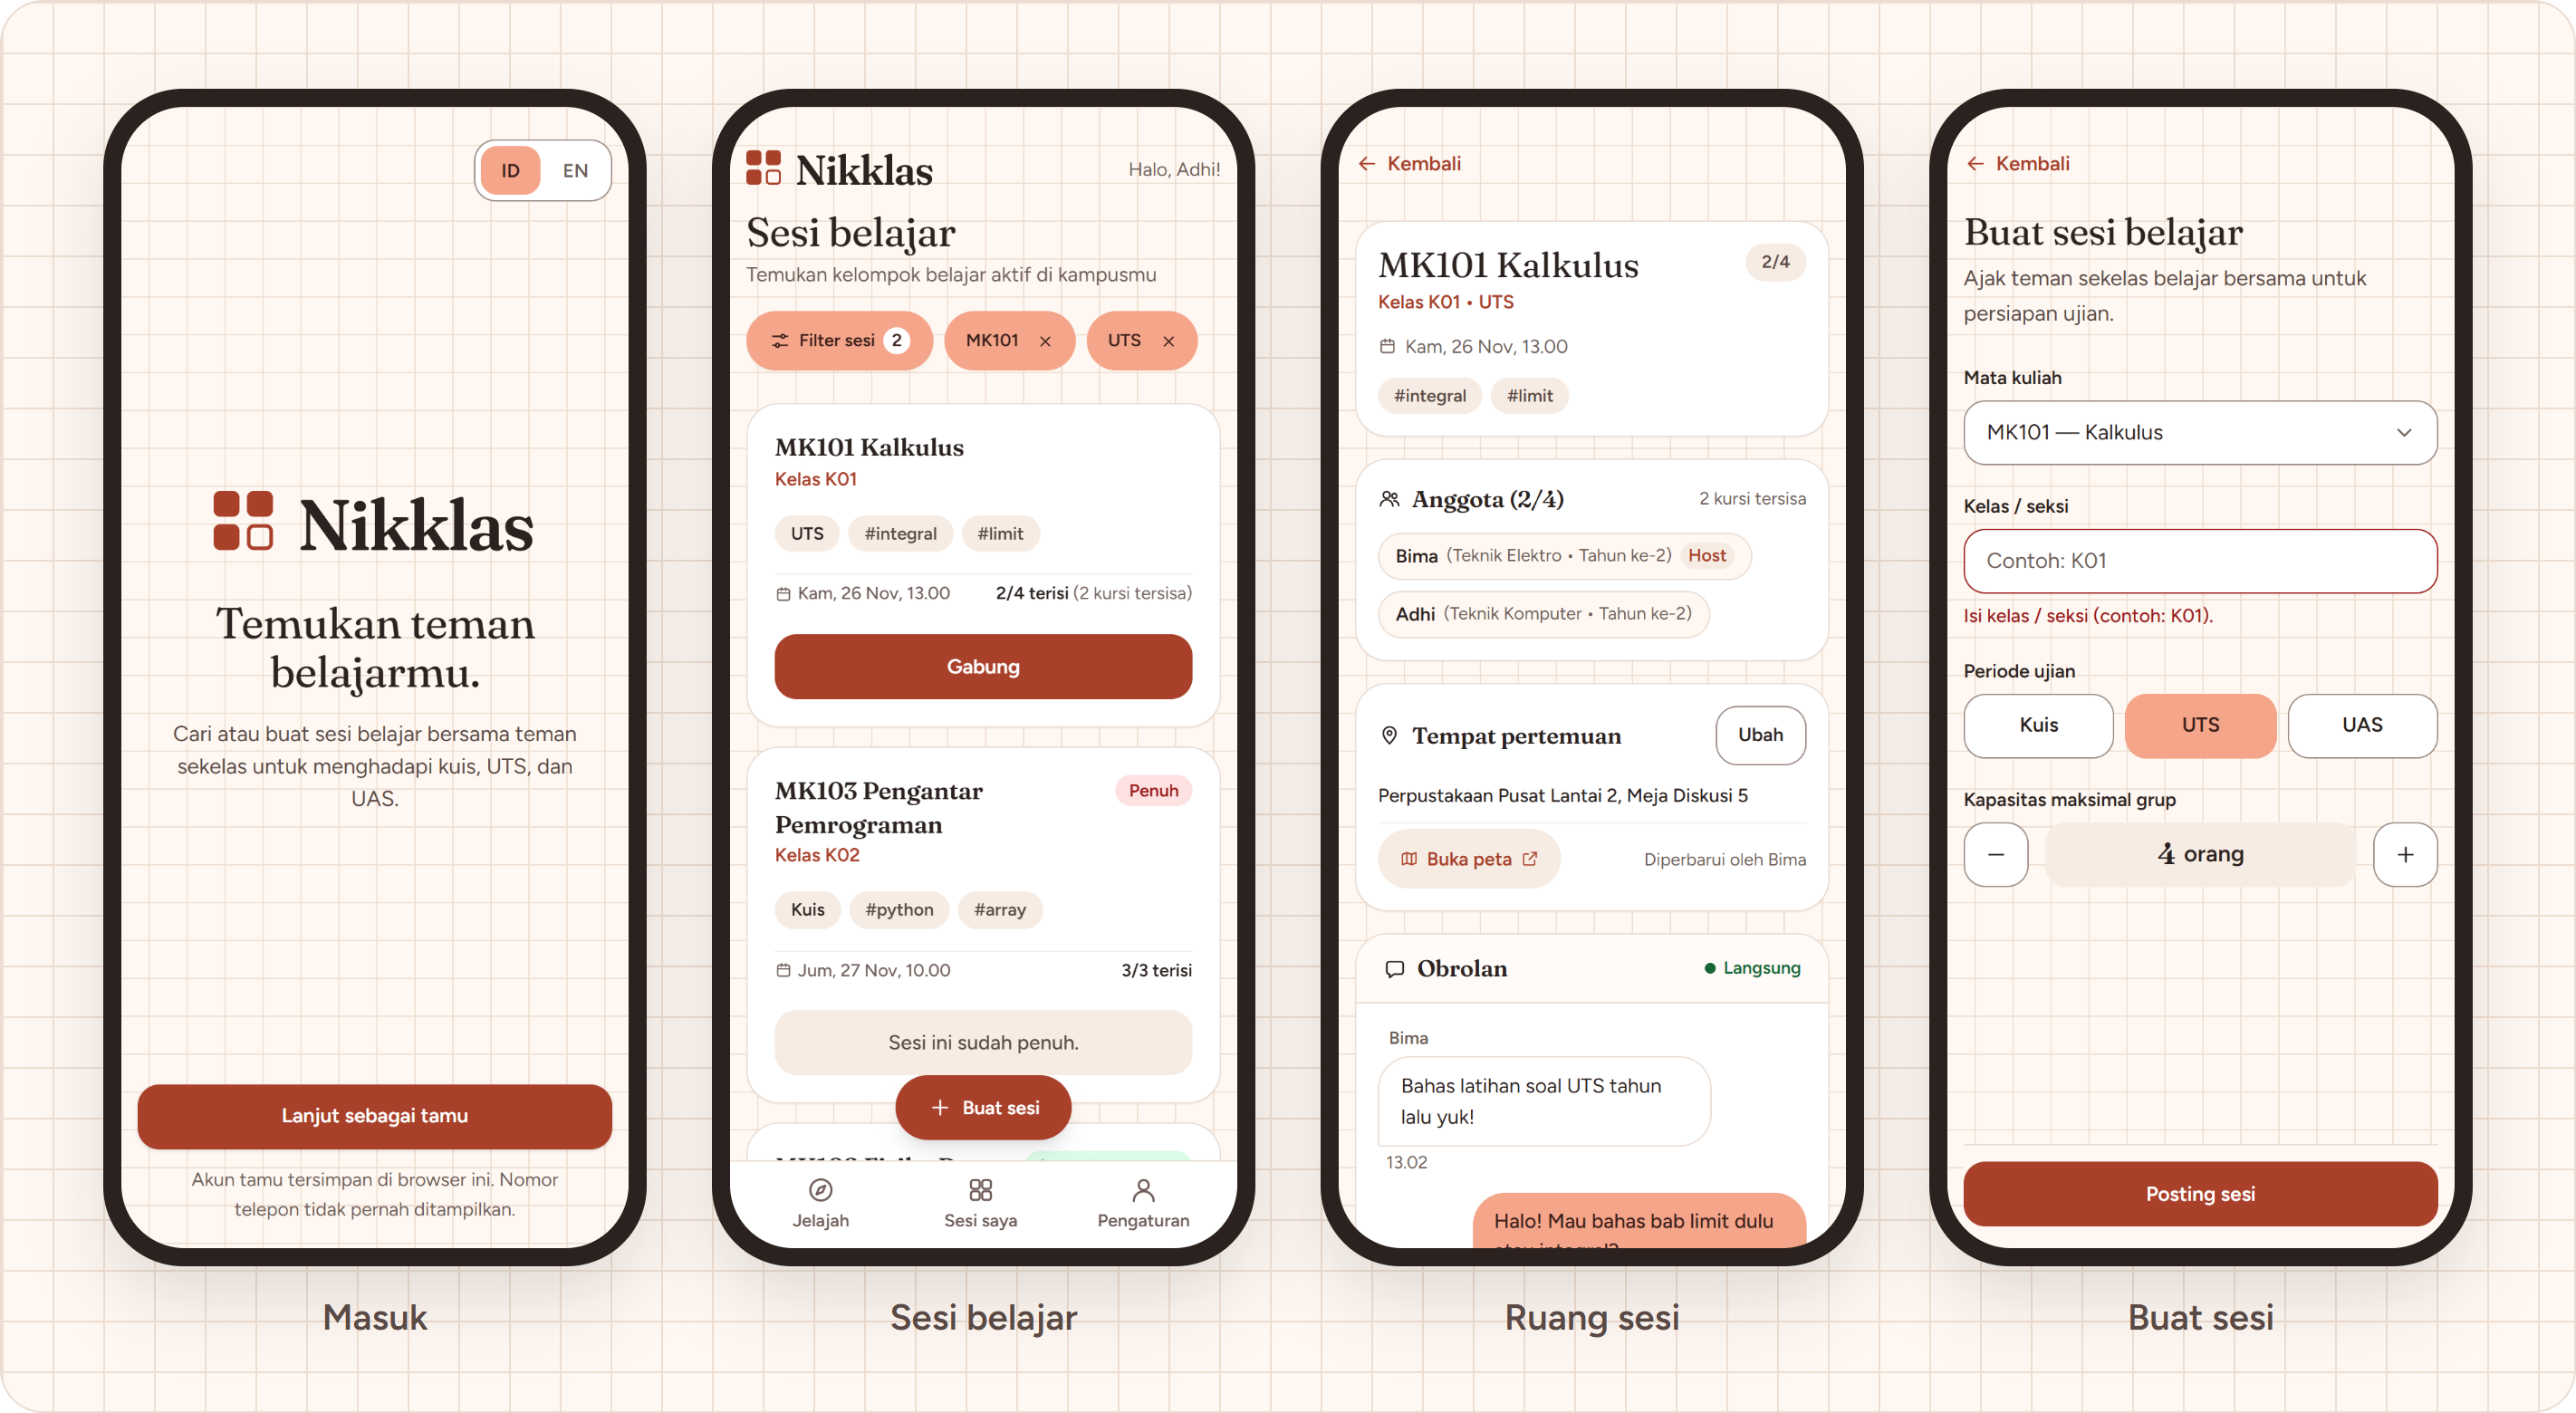 ID EN
Nikklas
Temukan teman
belajarmu.
Cari atau buat sesi belajar bersama teman
sekelas untuk menghadapi kuis, UTS, dan
UAS.
Lanjut sebagai tamu
Akun tamu tersimpan di browser ini. Nomor
telepon tidak pernah ditampilkan.
Masuk
Nikklas
Halo, Adhi!
Sesi belajar
Temukan kelompok belajar aktif di kampusmu
Filter sesi 2
MK101
UTS
MK101 Kalkulus
Kelas K01
UTS #integral #limit
Kam, 26 Nov, 13.00
2/4 terisi (2 kursi tersisa)
Gabung
MK103 Pengantar
Pemrograman
Penuh
Kelas K02
Kuis #python #array
Jum, 27 Nov, 10.00
3/3 terisi
Sesi ini sudah penuh.
Buat sesi
Jelajah
Sesi saya
Pengaturan
Sesi belajar
Kembali
MK101 Kalkulus
2/4
Kelas K01 • UTS
Kam, 26 Nov, 13.00
#integral #limit
Anggota (2/4)
2 kursi tersisa
Bima (Teknik Elektro • Tahun ke-2) Host
Adhi (Teknik Komputer • Tahun ke-2)
Tempat pertemuan
Ubah
Perpustakaan Pusat Lantai 2, Meja Diskusi 5
Buka peta
Diperbarui oleh Bima
Obrolan
Langsung
Bima
Bahas latihan soal UTS tahun
lalu yuk!
13.02
Halo! Mau bahas bab limit dulu
Ruang sesi
Kembali
Buat sesi belajar
Ajak teman sekelas belajar bersama untuk
persiapan ujian.
Mata kuliah
MK101 — Kalkulus
Kelas / seksi
Contoh: K01
Isi kelas / seksi (contoh: K01).
Periode ujian
Kuis
UTS
UAS
Kapasitas maksimal grup
− 4 orang +
Posting sesi
Buat sesi